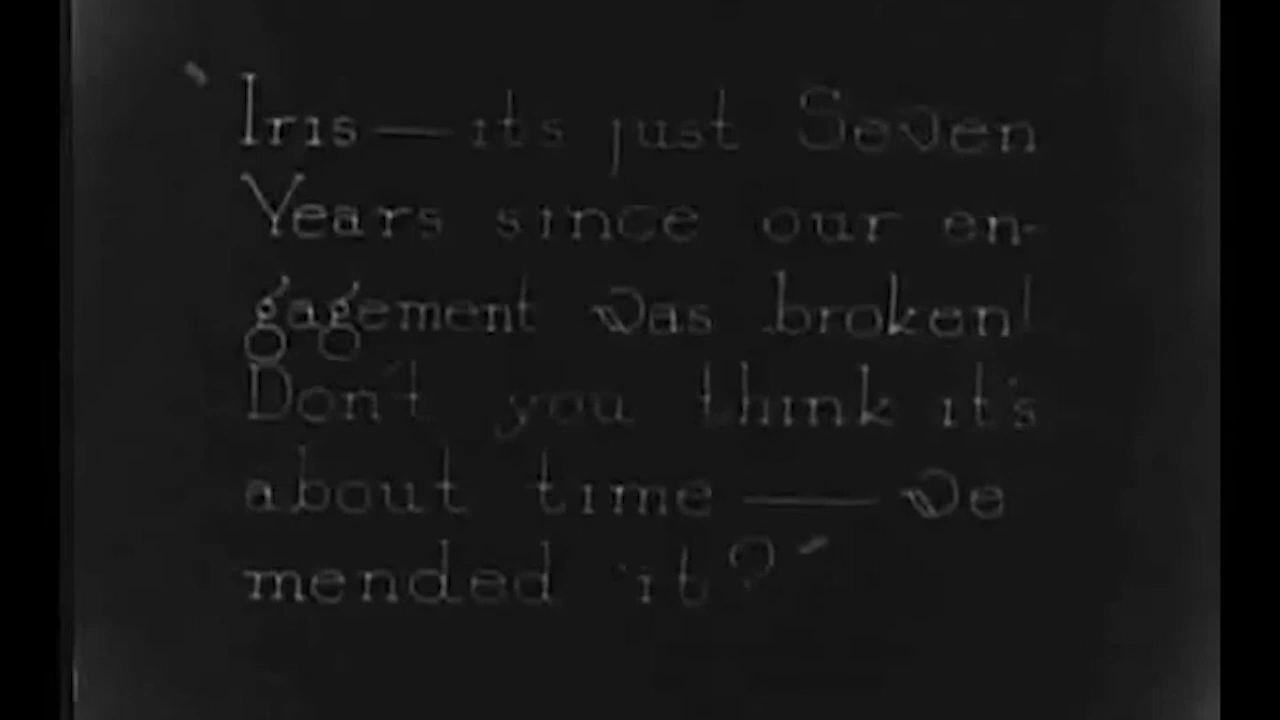 "Iris — its just Seven
Years since our en-
gagement was broken!
Don't you think it's
about time — we
mended it?"